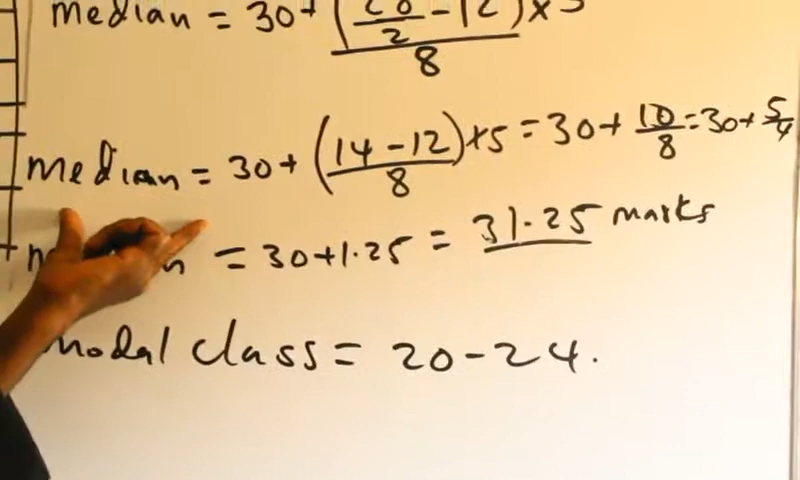 median = 30+ (28/2 - 12) x 5 / 8
median = 30+ (14-12/8) x5 = 30+ 10/8 = 30+ 5/4
= 30+1.25 = 31.25 marks
modal class = 20-24.